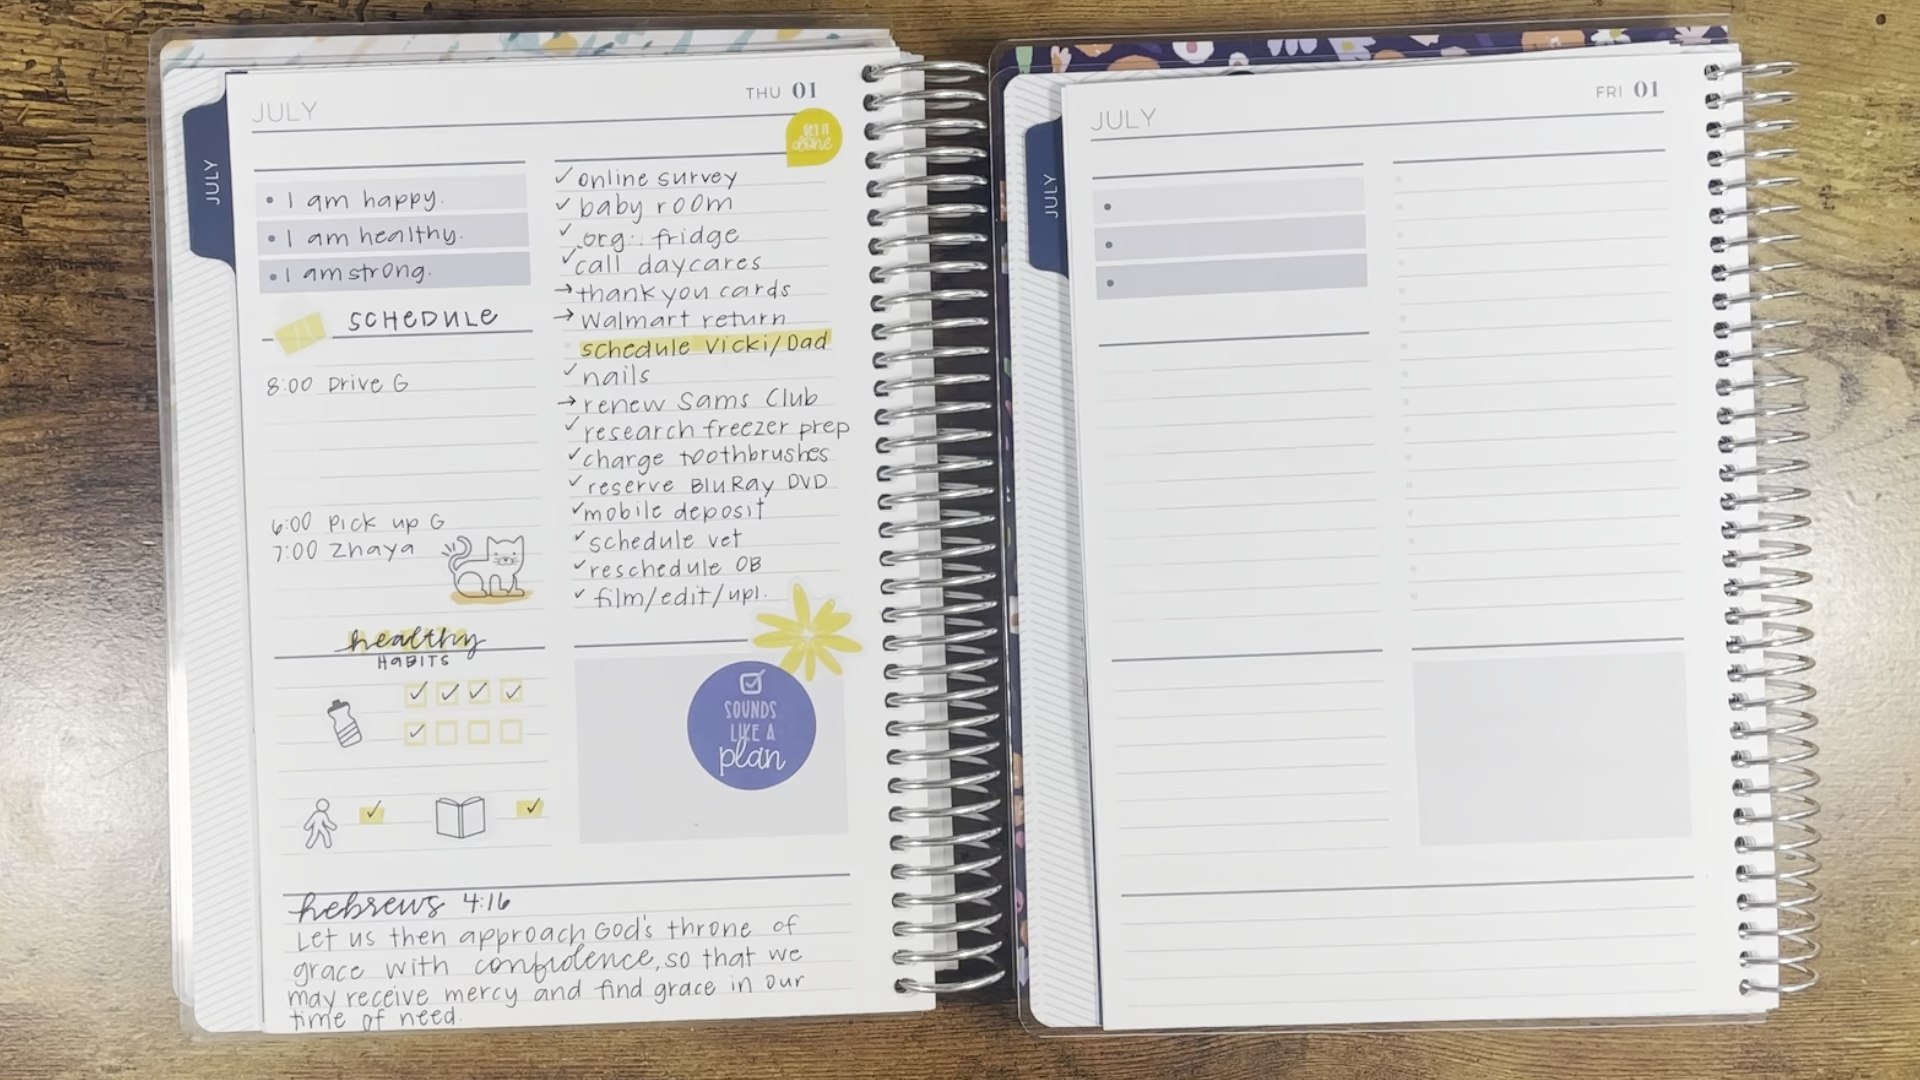 JULY
THU 01
GET IT
done
JULY
• I am happy.
• I am healthy.
• I am strong.
SCHEDULE
8:00 Drive G
6:00 Pick up G
7:00 Zhaya
healthy
HABITS
✓ online survey
✓ baby room
✓ org. fridge
✓ call daycares
→ thank you cards
→ Walmart return
schedule Vicki/Dad
✓ nails
→ renew Sams Club
✓ research freezer prep
✓ charge toothbrushes
✓ reserve BluRay DVD
✓ mobile deposit
✓ schedule vet
✓ reschedule OB
✓ film/edit/upl.
SOUNDS
LIKE A
plan
hebrews 4:16
Let us then approach God's throne of
grace with confidence, so that we
may receive mercy and find grace in our
time of need.
JULY
FRI 01
JULY